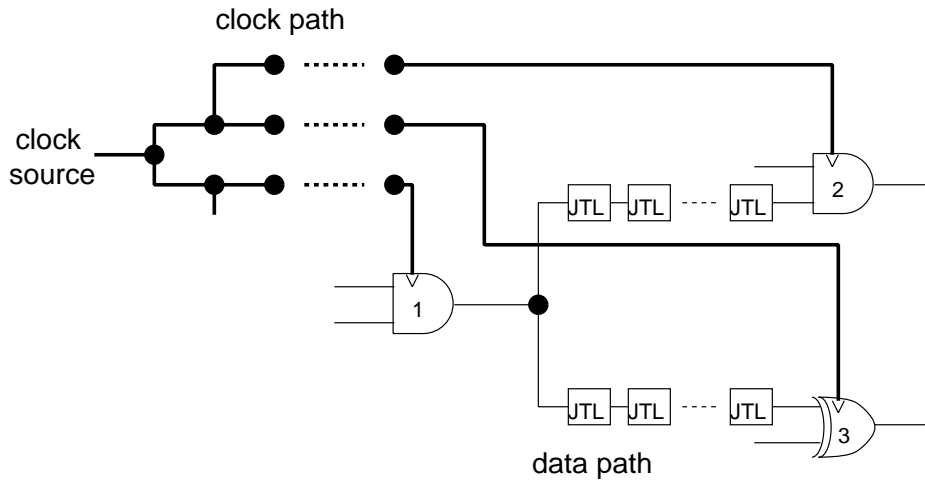 clock path
clock
source
2
JTL JTL JTL
1
JTL JTL JTL
3
data path